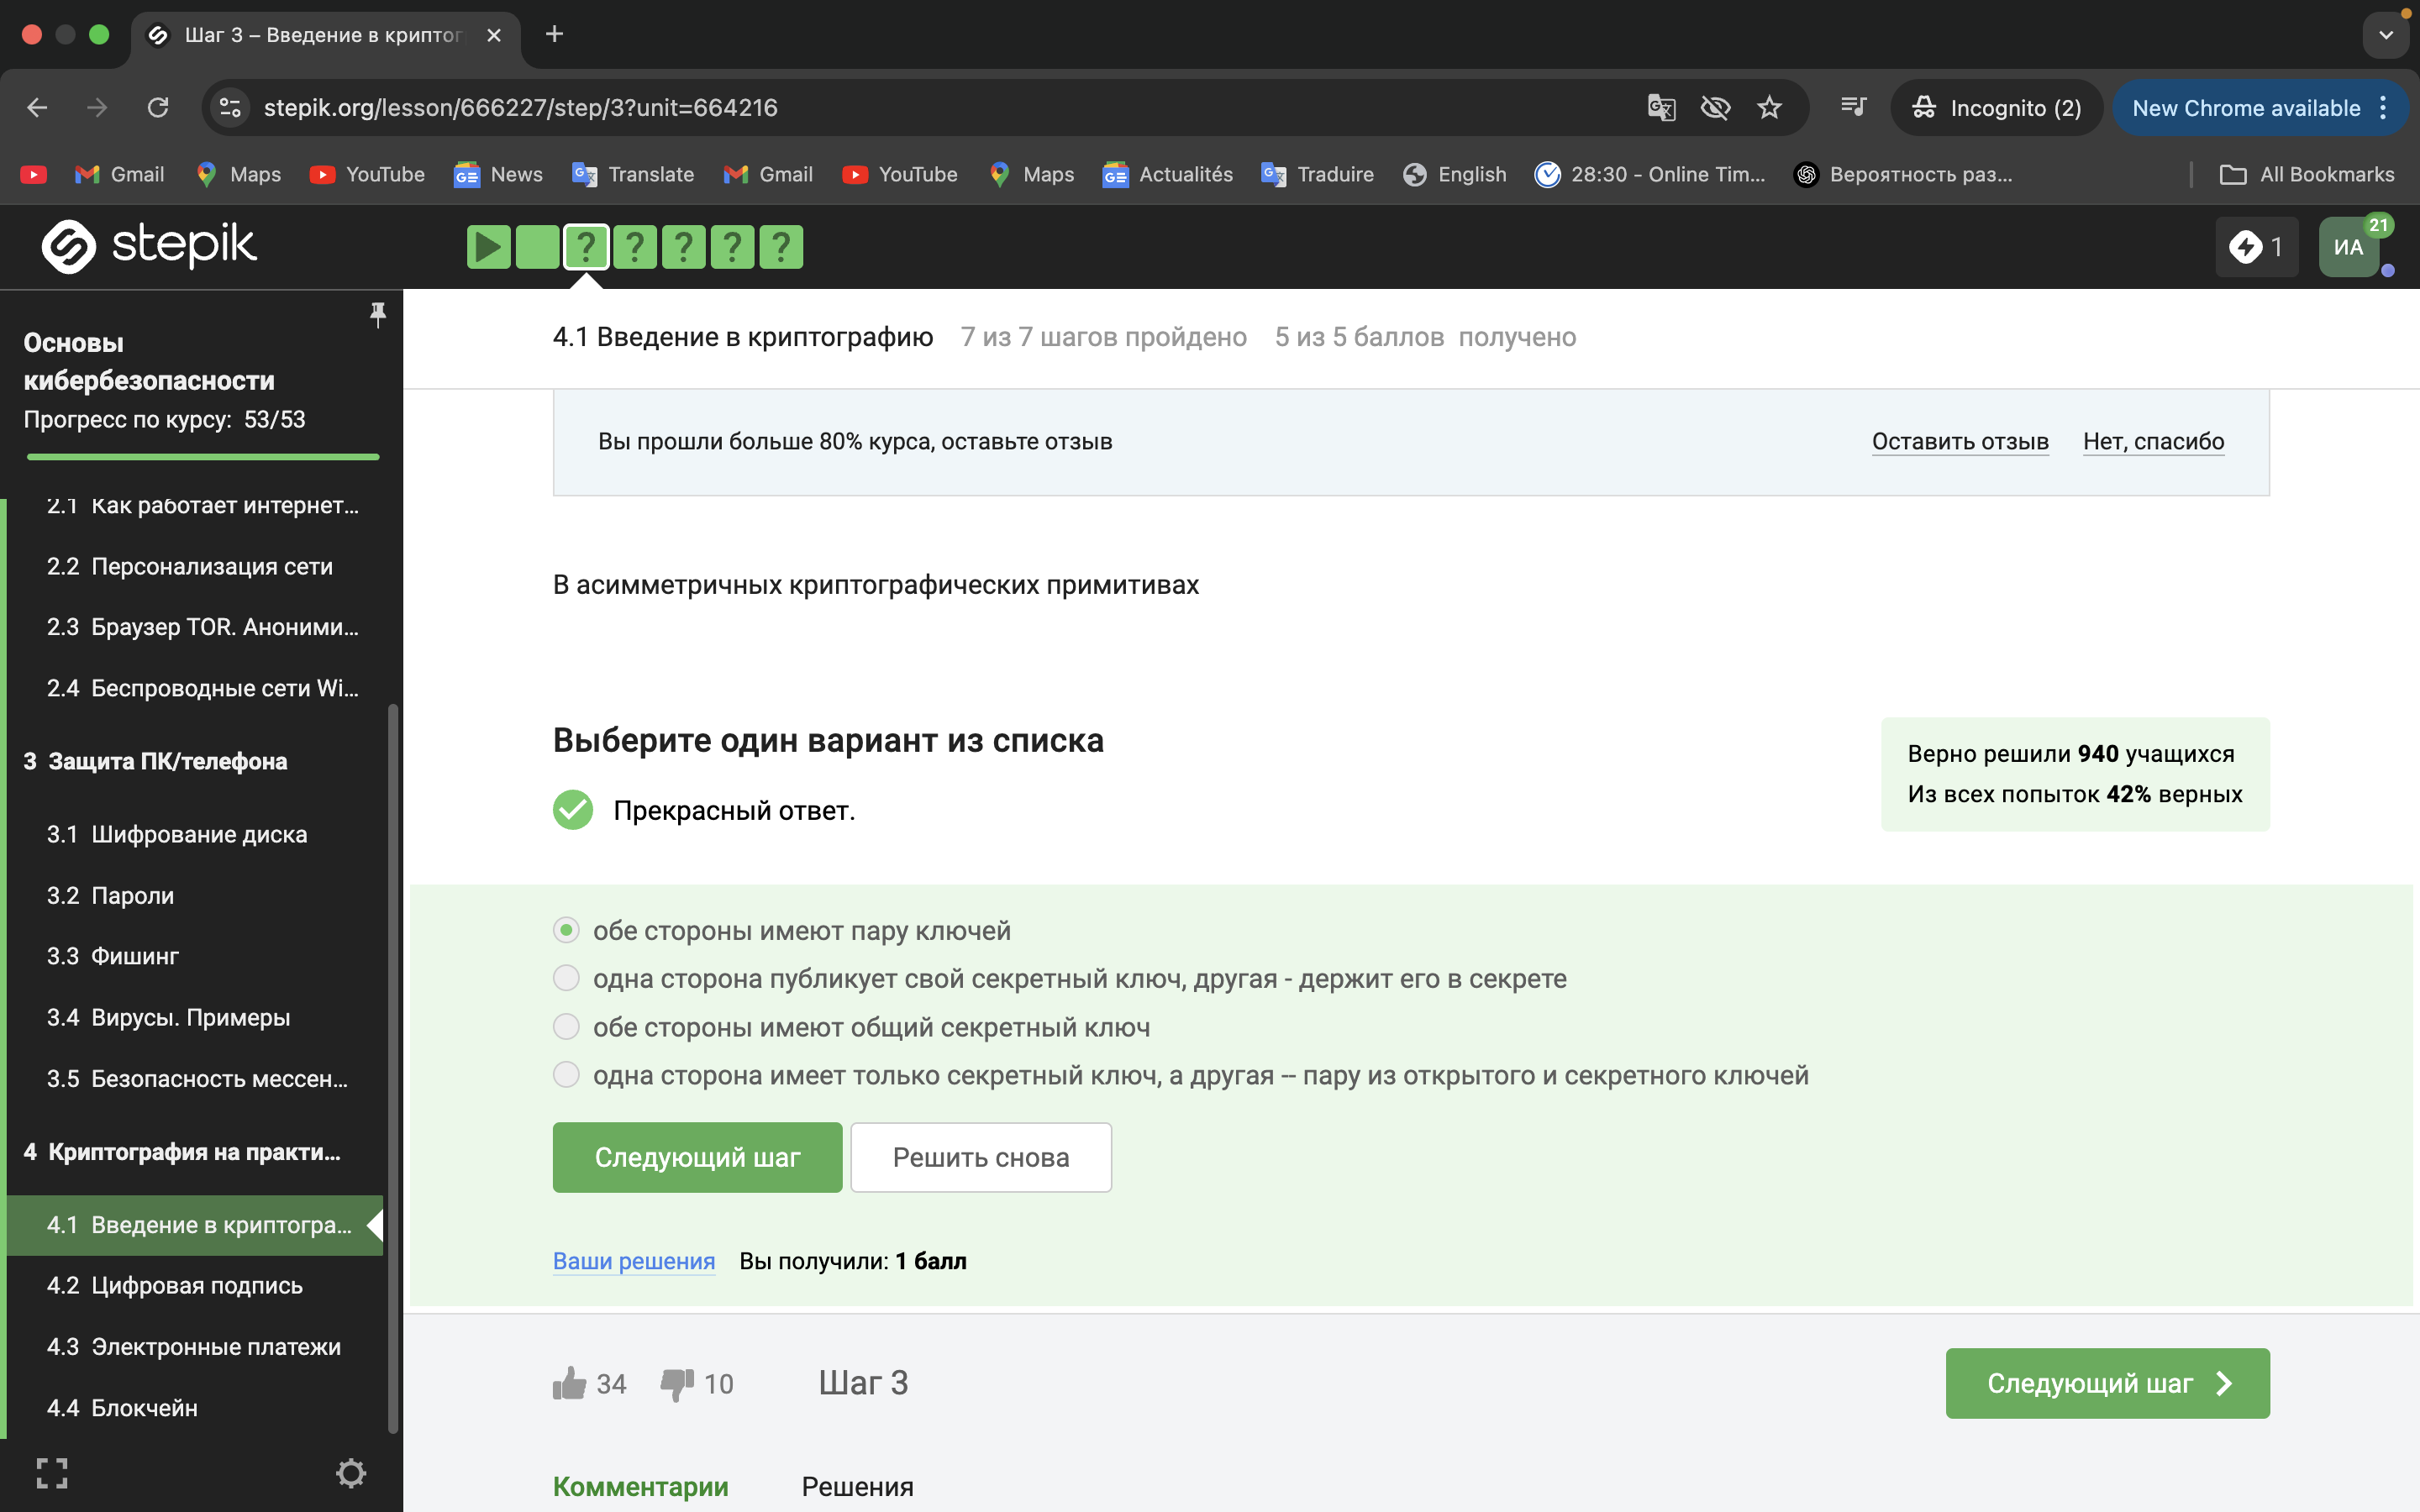 Шаг 3 – Введение в криптог
stepik.org/lesson/666227/step/3?unit=664216
Incognito (2)
New Chrome available
Gmail
Maps
YouTube
News
Translate
Gmail
YouTube
Maps
Actualités
Traduire
English
28:30 - Online Tim...
Вероятность раз...
All Bookmarks
stepik
? ? ? ? ?
1
ИА
21
Основы
кибербезопасности
Прогресс по курсу: 53/53
2.1 Как работает интернет...
2.2 Персонализация сети
2.3 Браузер TOR. Аноними...
2.4 Беспроводные сети Wi...
3 Защита ПК/телефона
3.1 Шифрование диска
3.2 Пароли
3.3 Фишинг
3.4 Вирусы. Примеры
3.5 Безопасность мессен...
4 Криптография на практи...
4.1 Введение в криптогра...
4.2 Цифровая подпись
4.3 Электронные платежи
4.4 Блокчейн
4.1 Введение в криптографию 7 из 7 шагов пройдено 5 из 5 баллов получено
Вы прошли больше 80% курса, оставьте отзыв
Оставить отзыв
Нет, спасибо
В асимметричных криптографических примитивах
Выберите один вариант из списка
Прекрасный ответ.
Верно решили 940 учащихся
Из всех попыток 42% верных
обе стороны имеют пару ключей
одна сторона публикует свой секретный ключ, другая - держит его в секрете
обе стороны имеют общий секретный ключ
одна сторона имеет только секретный ключ, а другая -- пару из открытого и секретного ключей
Следующий шаг
Решить снова
Ваши решения Вы получили: 1 балл
34
10
Шаг 3
Следующий шаг
Комментарии
Решения